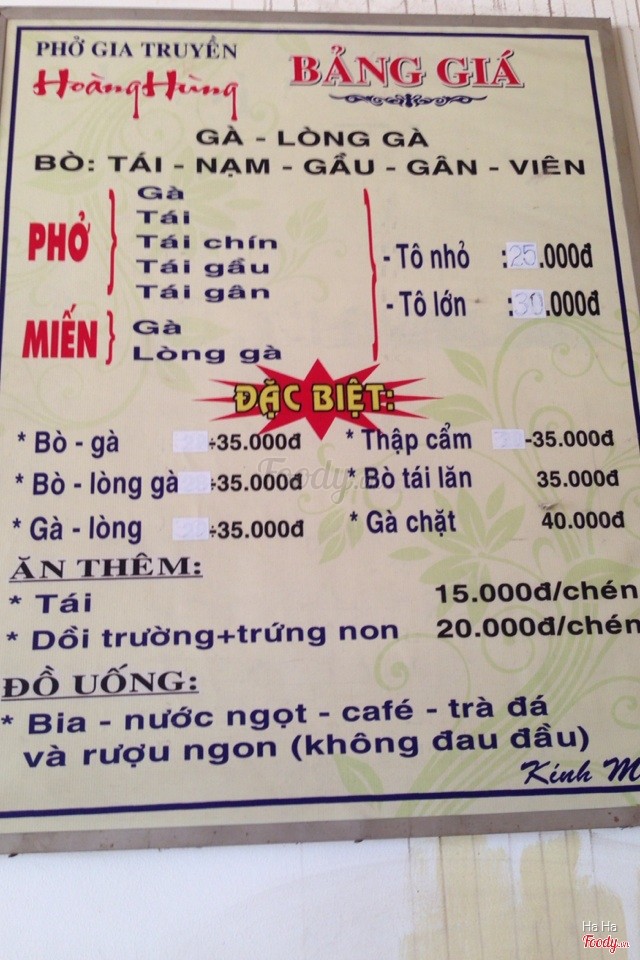 PHỞ GIA TRUYỀN
Hoàng Hùng
BẢNG GIÁ
GÀ - LÒNG GÀ
BÒ: TÁI - NẠM - GẦU - GÂN - VIÊN
PHỞ
Gà
Tái
Tái chín
Tái gầu
Tái gân
MIẾN
Gà
Lòng gà
- Tô nhỏ :25.000đ
- Tô lớn :30.000đ
ĐẶC BIỆT:
* Bò - gà ÷35.000đ
* Bò - lòng gà ÷35.000đ
* Gà - lòng ÷35.000đ
* Thập cẩm -35.000đ
* Bò tái lăn 35.000đ
* Gà chặt 40.000đ
ĂN THÊM:
* Tái 15.000đ/chén
* Dồi trường+trứng non 20.000đ/chén
ĐỒ UỐNG:
* Bia - nước ngọt - café - trà đá
và rượu ngon (không đau đầu)
Kính M
Foody.vn
Ha Ha
Foody.vn